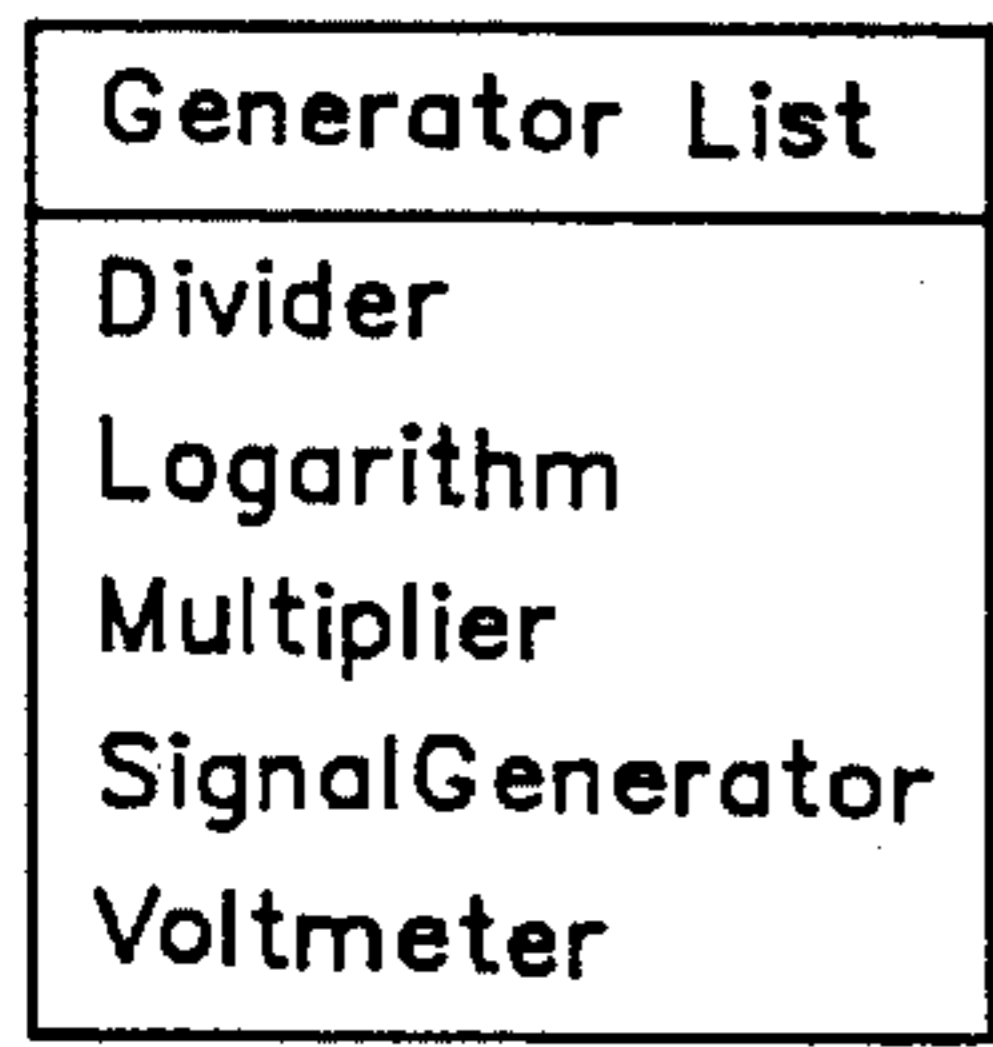 Generator List
Divider
Logarithm
Multiplier
SignalGenerator
Voltmeter